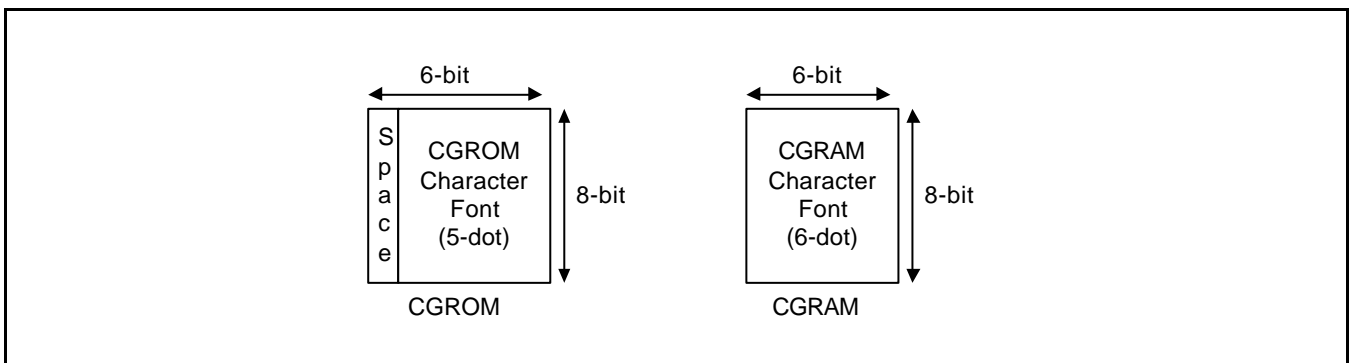 6-bit
S
p
a
c
e
CGROM
Character
Font
(5-dot)
8-bit
CGROM
6-bit
CGRAM
Character
Font
(6-dot)
8-bit
CGRAM